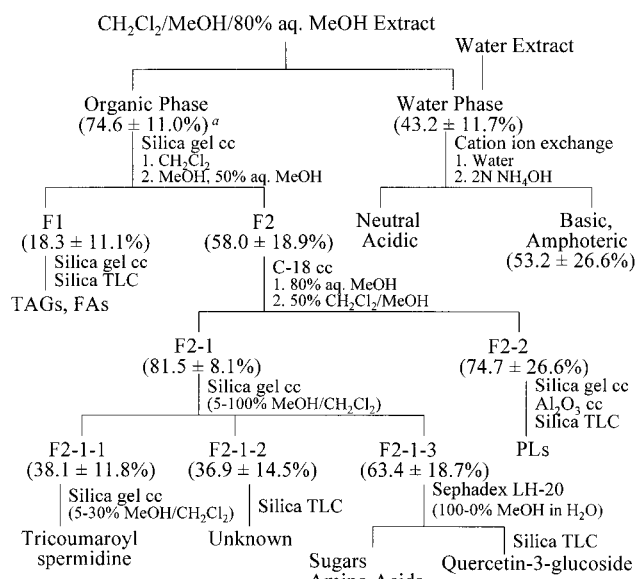 CH₂Cl₂/MeOH/80% aq. MeOH Extract
Water Extract
Organic Phase
(74.6 ± 11.0%)ᵃ
Silica gel cc
1. CH₂Cl₂
2. MeOH, 50% aq. MeOH
Water Phase
(43.2 ± 11.7%)
Cation ion exchange
1. Water
2. 2N NH₄OH
F1
(18.3 ± 11.1%)
Silica gel cc
Silica TLC
TAGs, FAs
F2
(58.0 ± 18.9%)
C-18 cc
1. 80% aq. MeOH
2. 50% CH₂Cl₂/MeOH
Neutral
Acidic
Basic,
Amphoteric
(53.2 ± 26.6%)
F2-1
(81.5 ± 8.1%)
Silica gel cc
(5-100% MeOH/CH₂Cl₂)
F2-2
(74.7 ± 26.6%)
Silica gel cc
Al₂O₃ cc
Silica TLC
PLs
F2-1-1
(38.1 ± 11.8%)
Silica gel cc
(5-30% MeOH/CH₂Cl₂)
Tricoumaroyl
spermidine
F2-1-2
(36.9 ± 14.5%)
Silica TLC
Unknown
F2-1-3
(63.4 ± 18.7%)
Sephadex LH-20
(100-0% MeOH in H₂O)
Silica TLC
Sugars
Amino Acids
Quercetin-3-glucoside